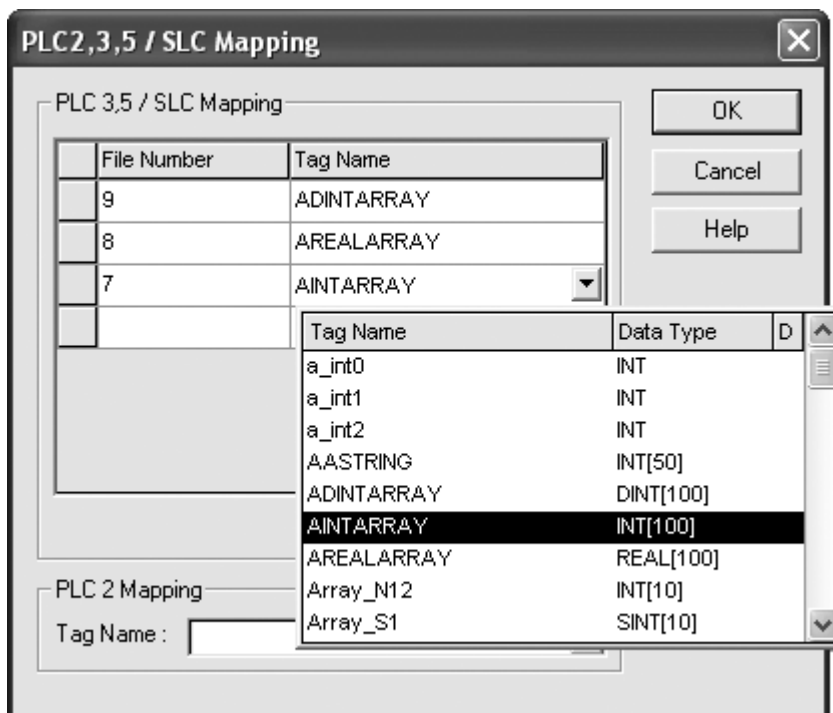 PLC2,3,5 / SLC Mapping
PLC 3,5 / SLC Mapping
OK
File Number Tag Name
Cancel
9 ADINTARRAY
8 AREALARRAY
Help
7 AINTARRAY
Tag Name Data Type D
a_int0 INT
a_int1 INT
a_int2 INT
AASTRING INT[50]
ADINTARRAY DINT[100]
AINTARRAY INT[100]
AREALARRAY REAL[100]
Array_N12 INT[10]
Array_S1 SINT[10]
PLC 2 Mapping
Tag Name :